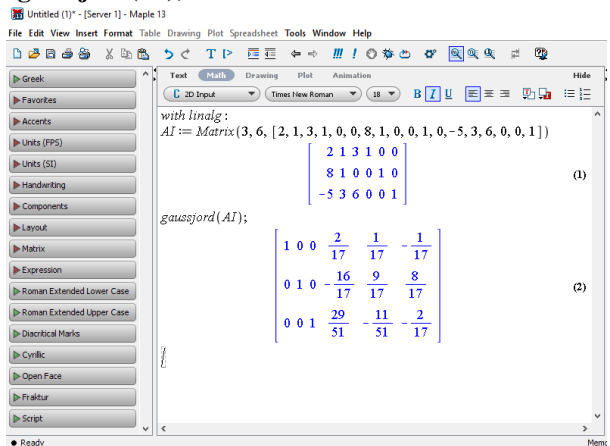 Untitled (1)* - [Server 1] - Maple 13
File Edit View Insert Format Table Drawing Plot Spreadsheet Tools Window Help
Text Math Drawing Plot Animation Hide
C 2D Input Times New Roman 18 B I U
Greek
Favorites
Accents
Units (FPS)
Units (SI)
Handwriting
Components
Layout
Matrix
Expression
Roman Extended Lower Case
Roman Extended Upper Case
Diacritical Marks
Cyrillic
Open Face
Fraktur
Script
with linalg :
AI := Matrix(3, 6, [2, 1, 3, 1, 0, 0, 8, 1, 0, 0, 1, 0, -5, 3, 6, 0, 0, 1])
2 1 3 1 0 0
8 1 0 0 1 0
-5 3 6 0 0 1
(1)
gaussjord(AI);
1 0 0 2/17 1/17 -1/17
0 1 0 -16/17 9/17 8/17
0 0 1 29/51 -11/51 -2/17
(2)
Ready